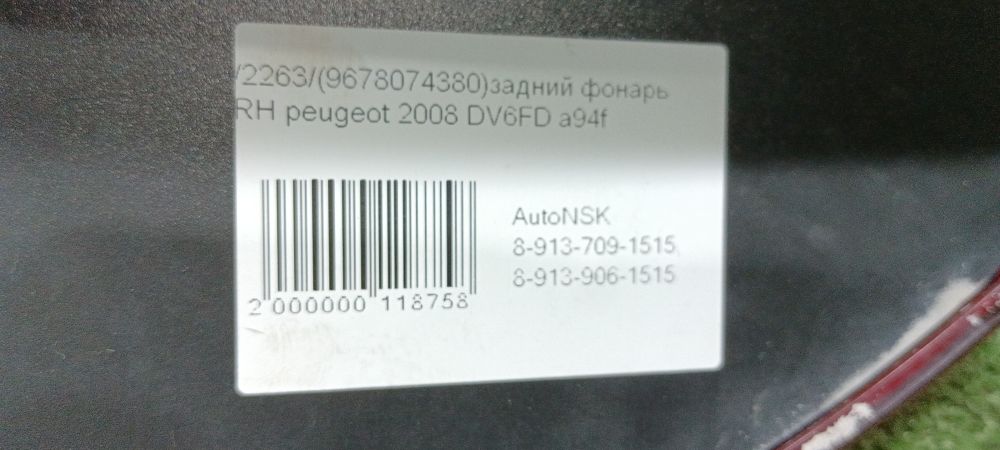 /2263/(9678074380)задний фонарь
RH peugeot 2008 DV6FD a94f
AutoNSK
8-913-709-1515
8-913-906-1515
2 000000 118758